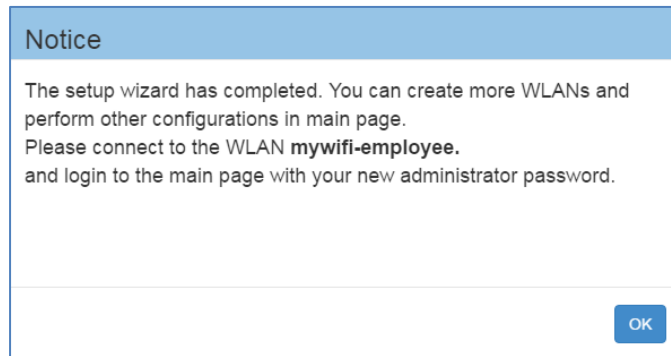 Notice
The setup wizard has completed. You can create more WLANs and
perform other configurations in main page.
Please connect to the WLAN mywifi-employee.
and login to the main page with your new administrator password.
OK